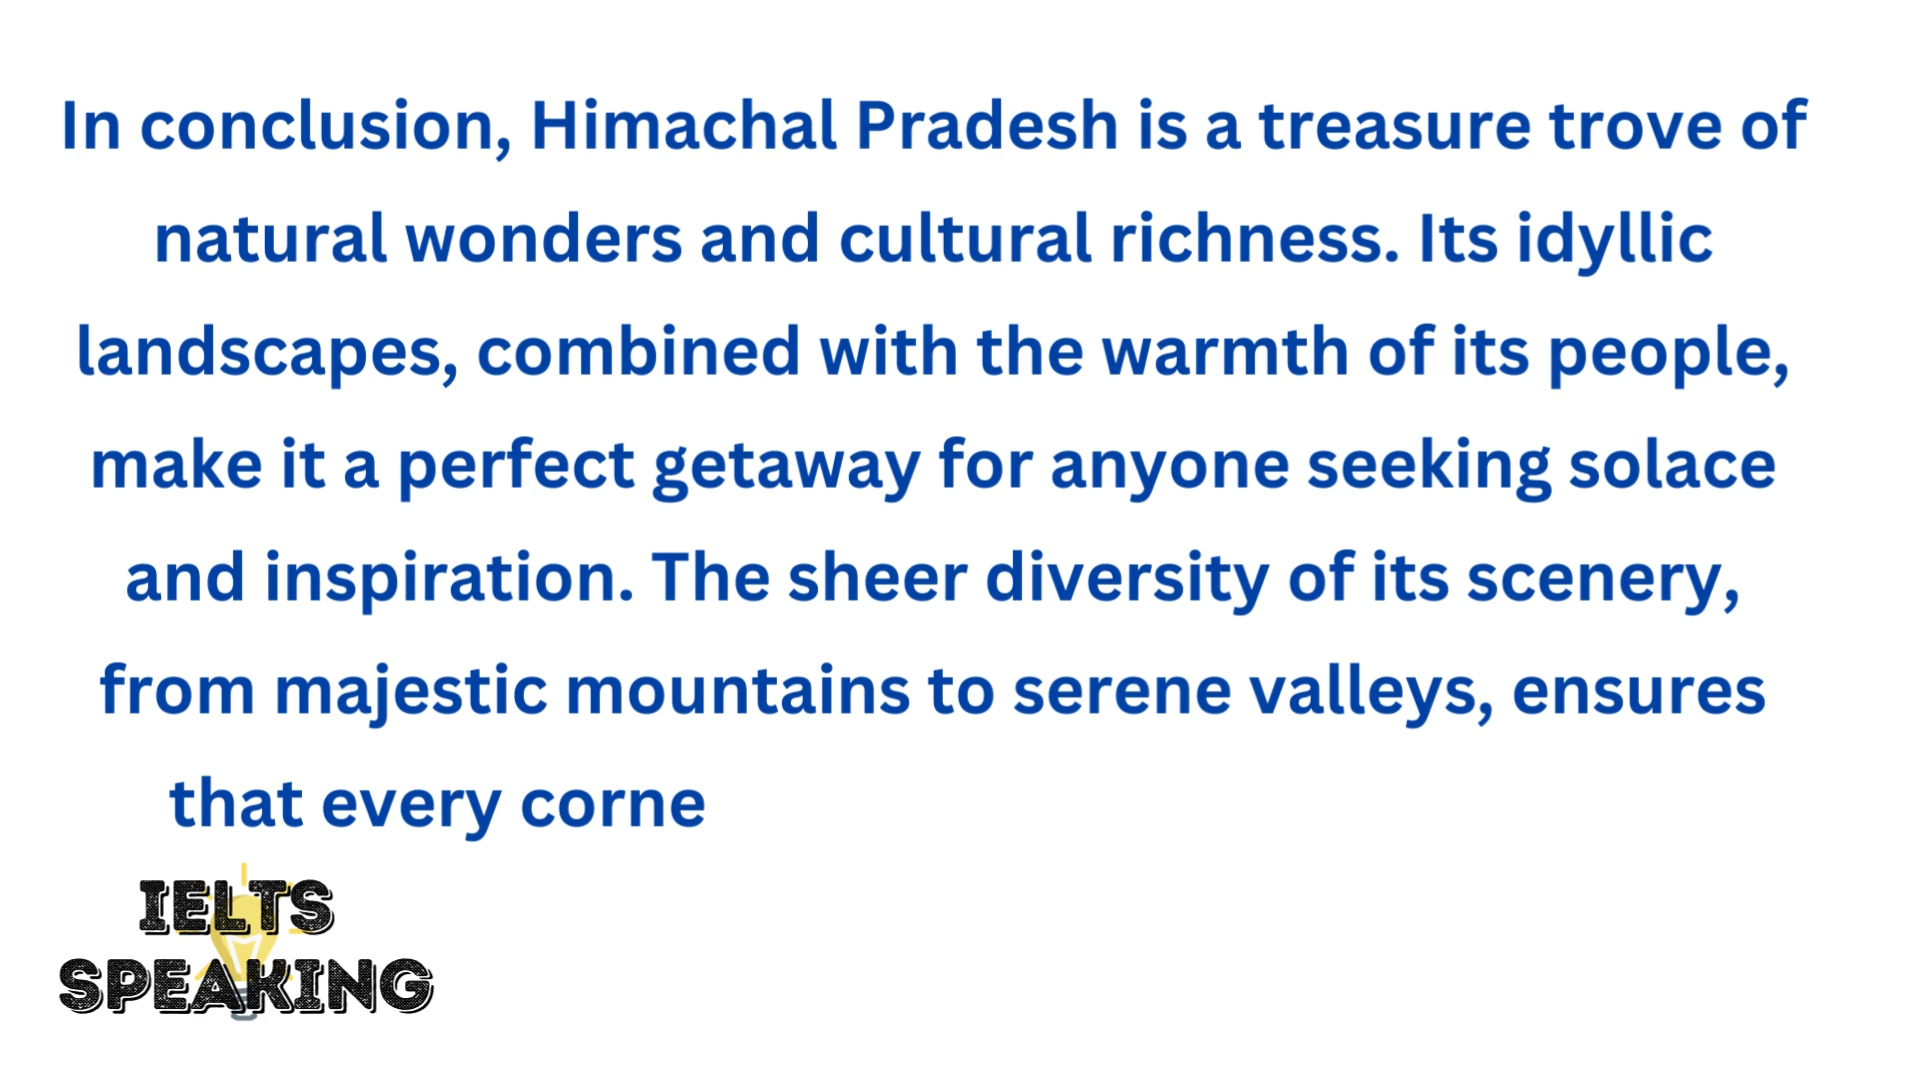 In conclusion, Himachal Pradesh is a treasure trove of
natural wonders and cultural richness. Its idyllic
landscapes, combined with the warmth of its people,
make it a perfect getaway for anyone seeking solace
and inspiration. The sheer diversity of its scenery,
from majestic mountains to serene valleys, ensures
that every corne
IELTS
SPEAKING